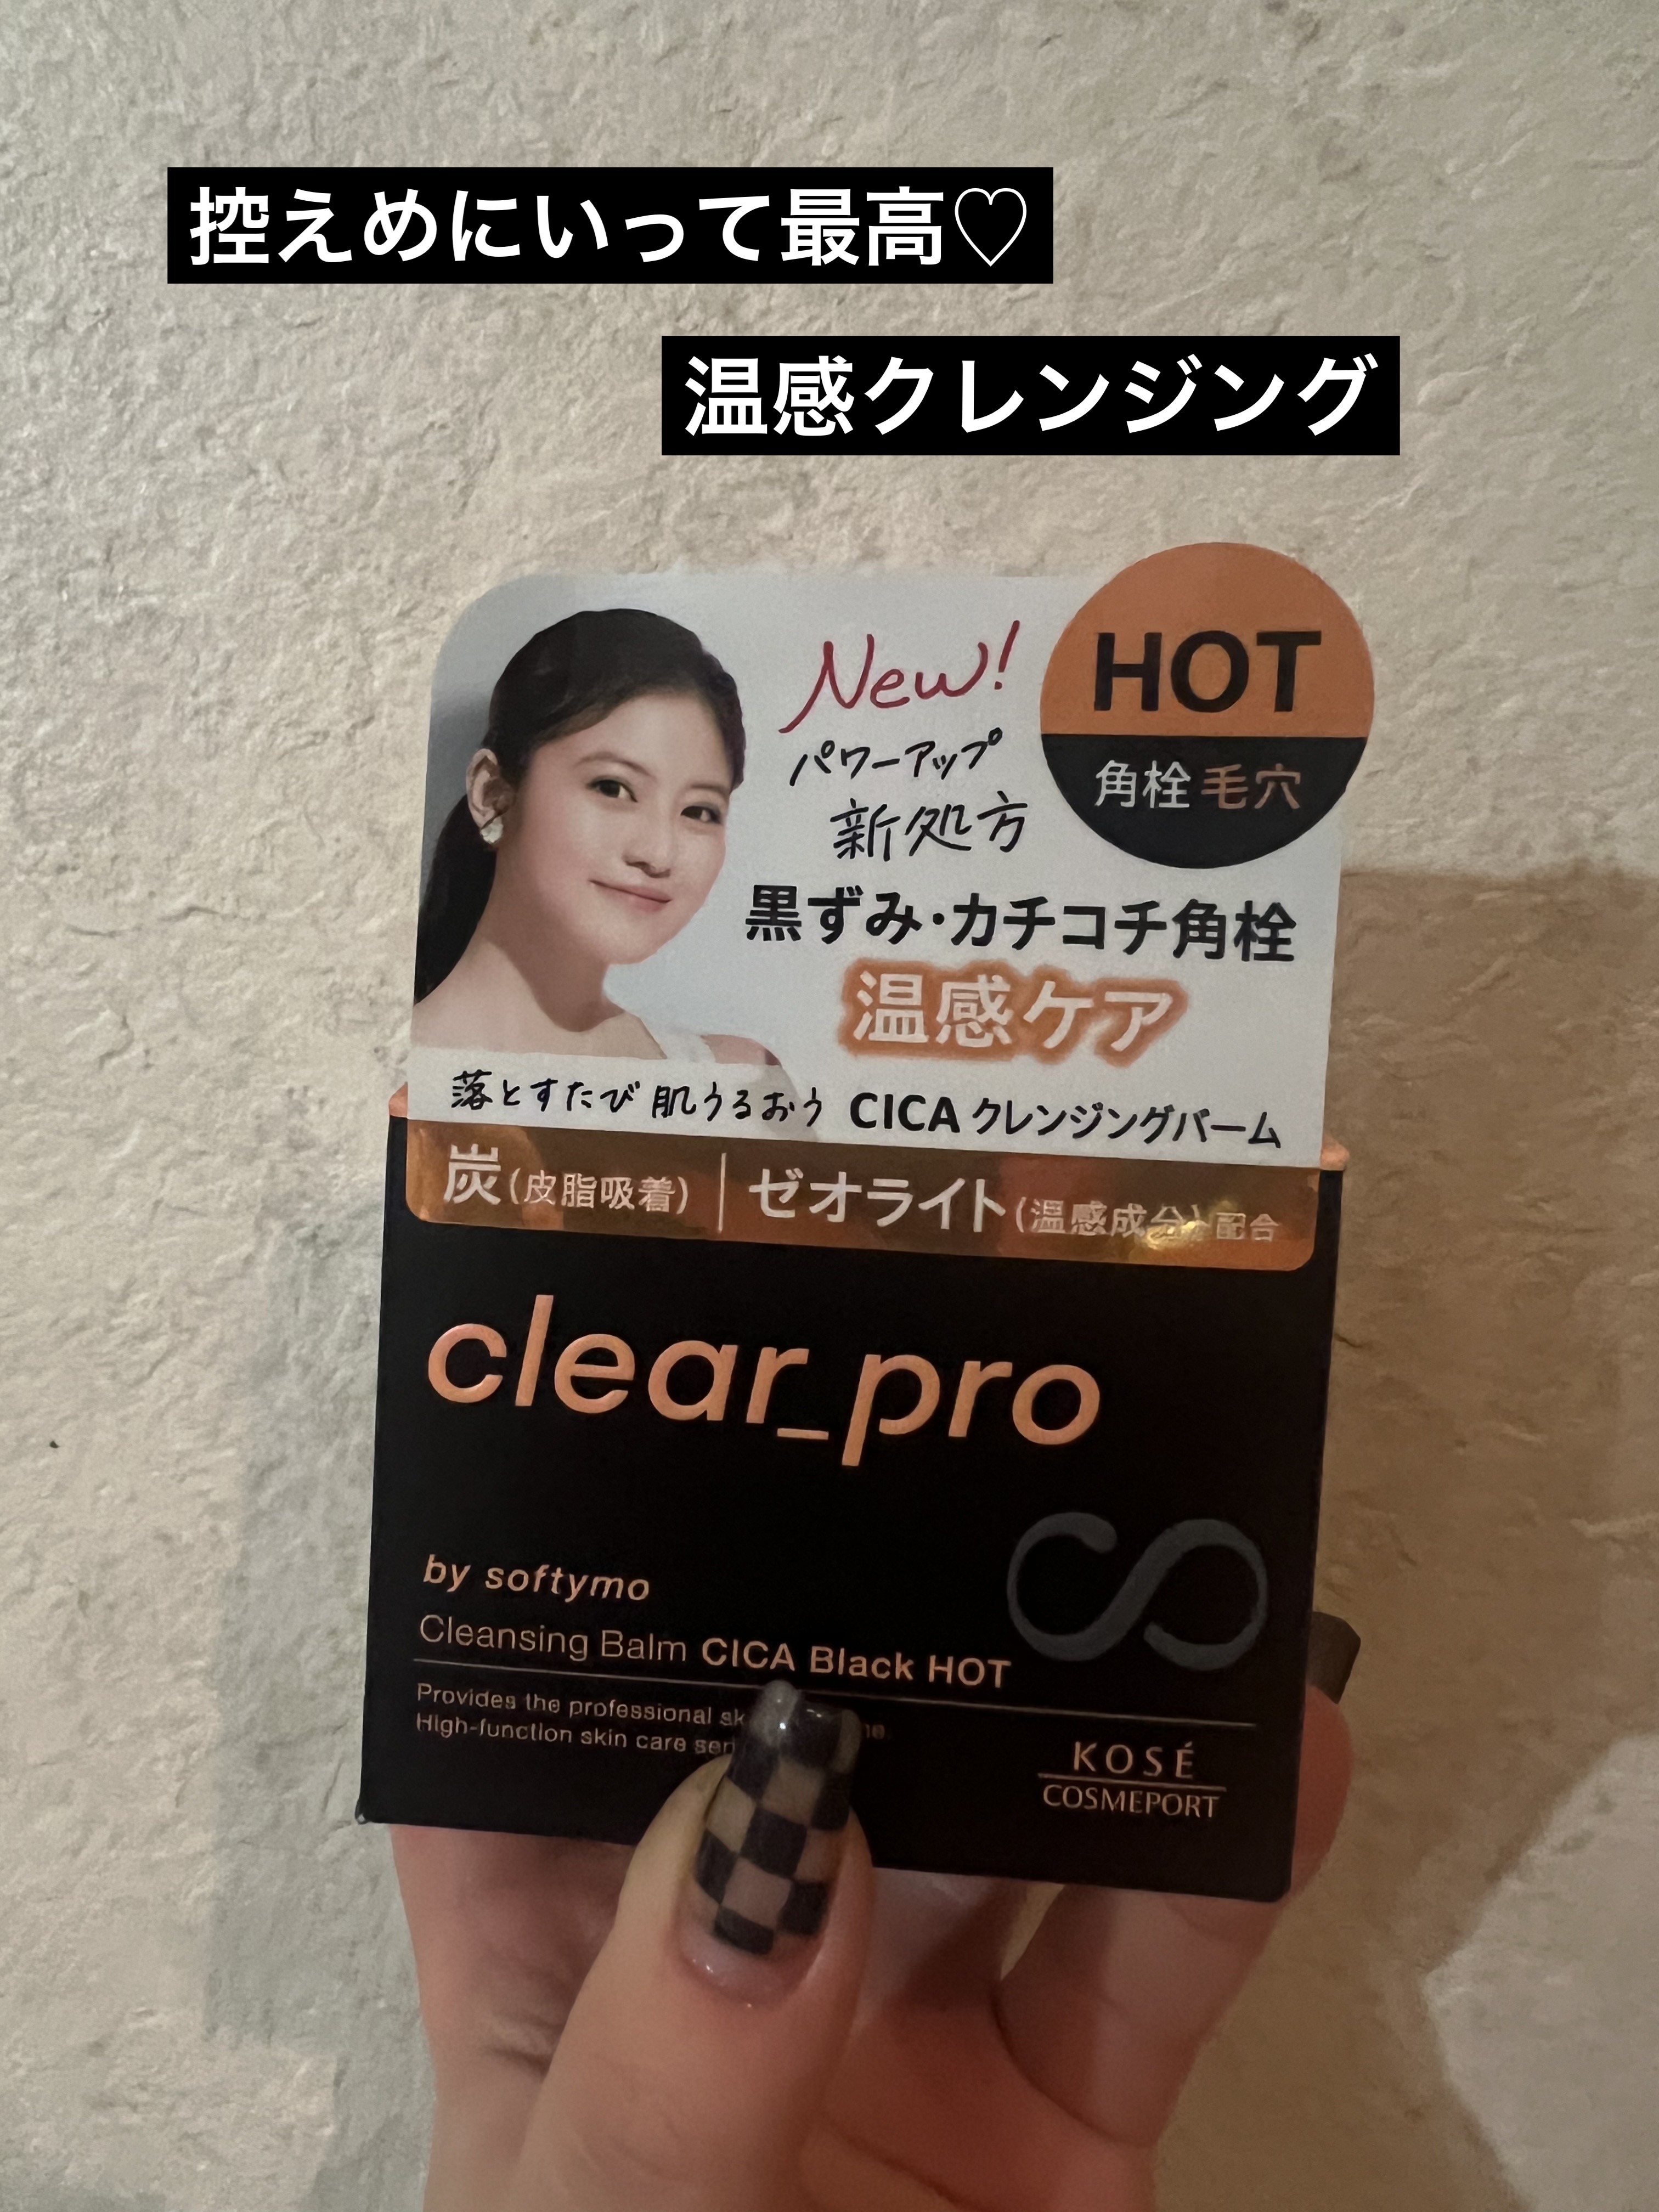 控えめにいって最高♡
温感クレンジング
New!
パワーアップ
新処方
HOT
角栓 毛穴
黒ずみ・カチコチ角栓
温感ケア
落とすたび 肌うるおう CICA クレンジングバーム
炭(皮脂吸着) | ゼオライト(温感成分)配合
clear_pro
by softymo
Cleansing Balm CICA Black HOT
Provides the professional
High-function skin care
KOSÉ
COSMEPORT